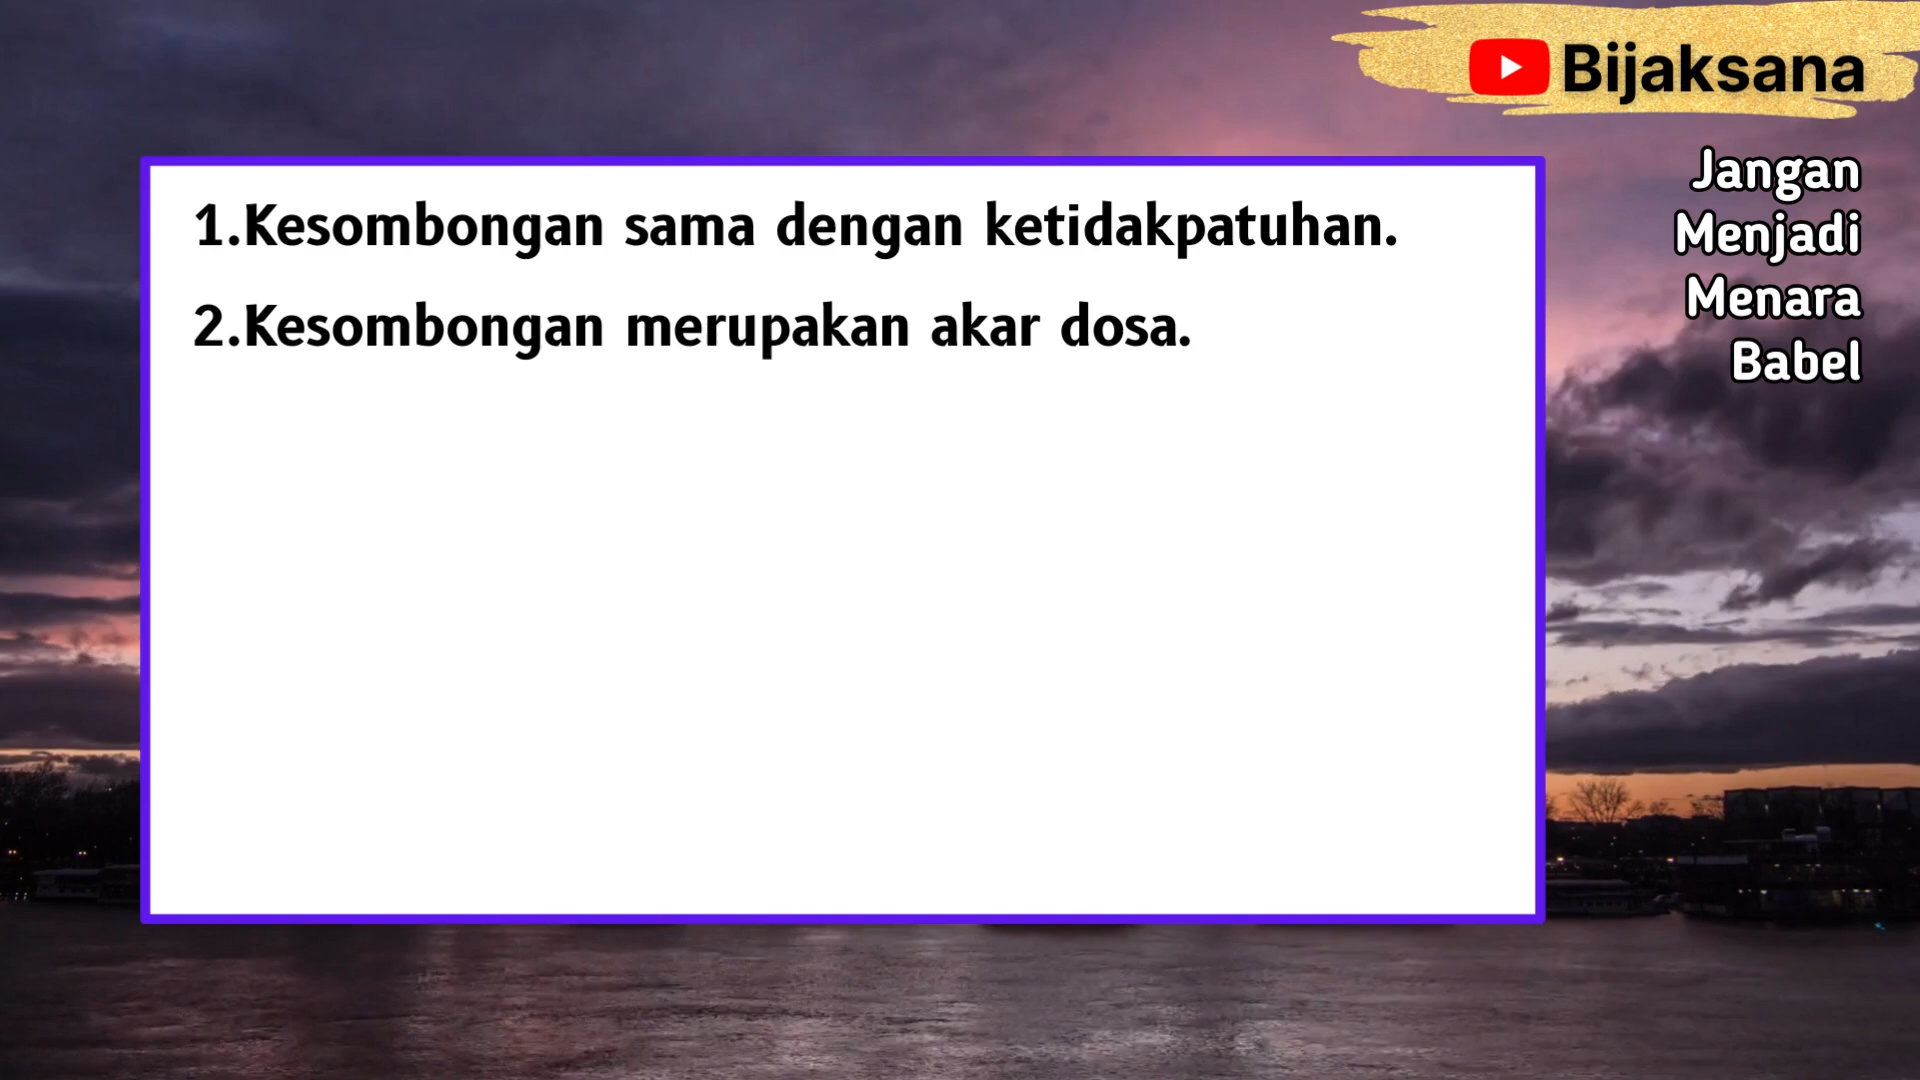 Bijaksana
Jangan
Menjadi
Menara
Babel
1.Kesombongan sama dengan ketidakpatuhan.
2.Kesombongan merupakan akar dosa.